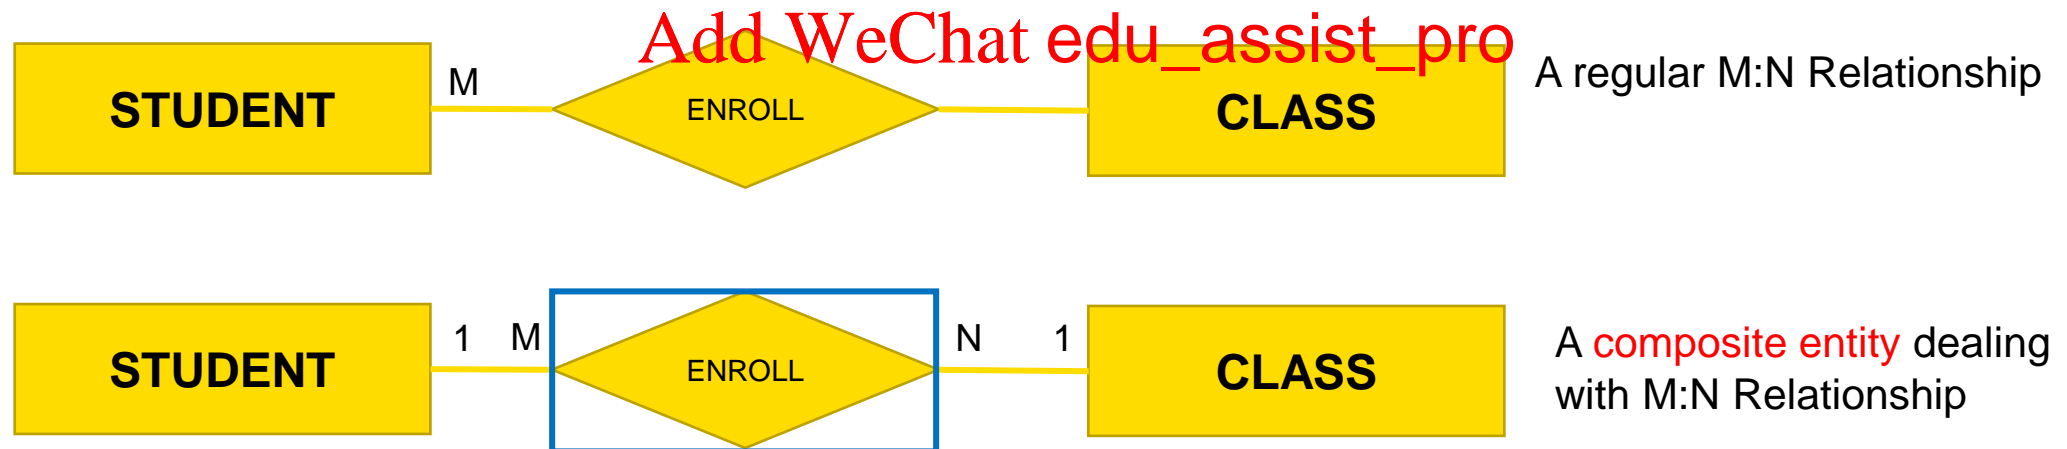 Add WeChat edu_assist_pro
STUDENT
M
ENROLL
CLASS
A regular M:N Relationship
STUDENT
1 M
ENROLL
N 1
CLASS
A composite entity dealing
with M:N Relationship